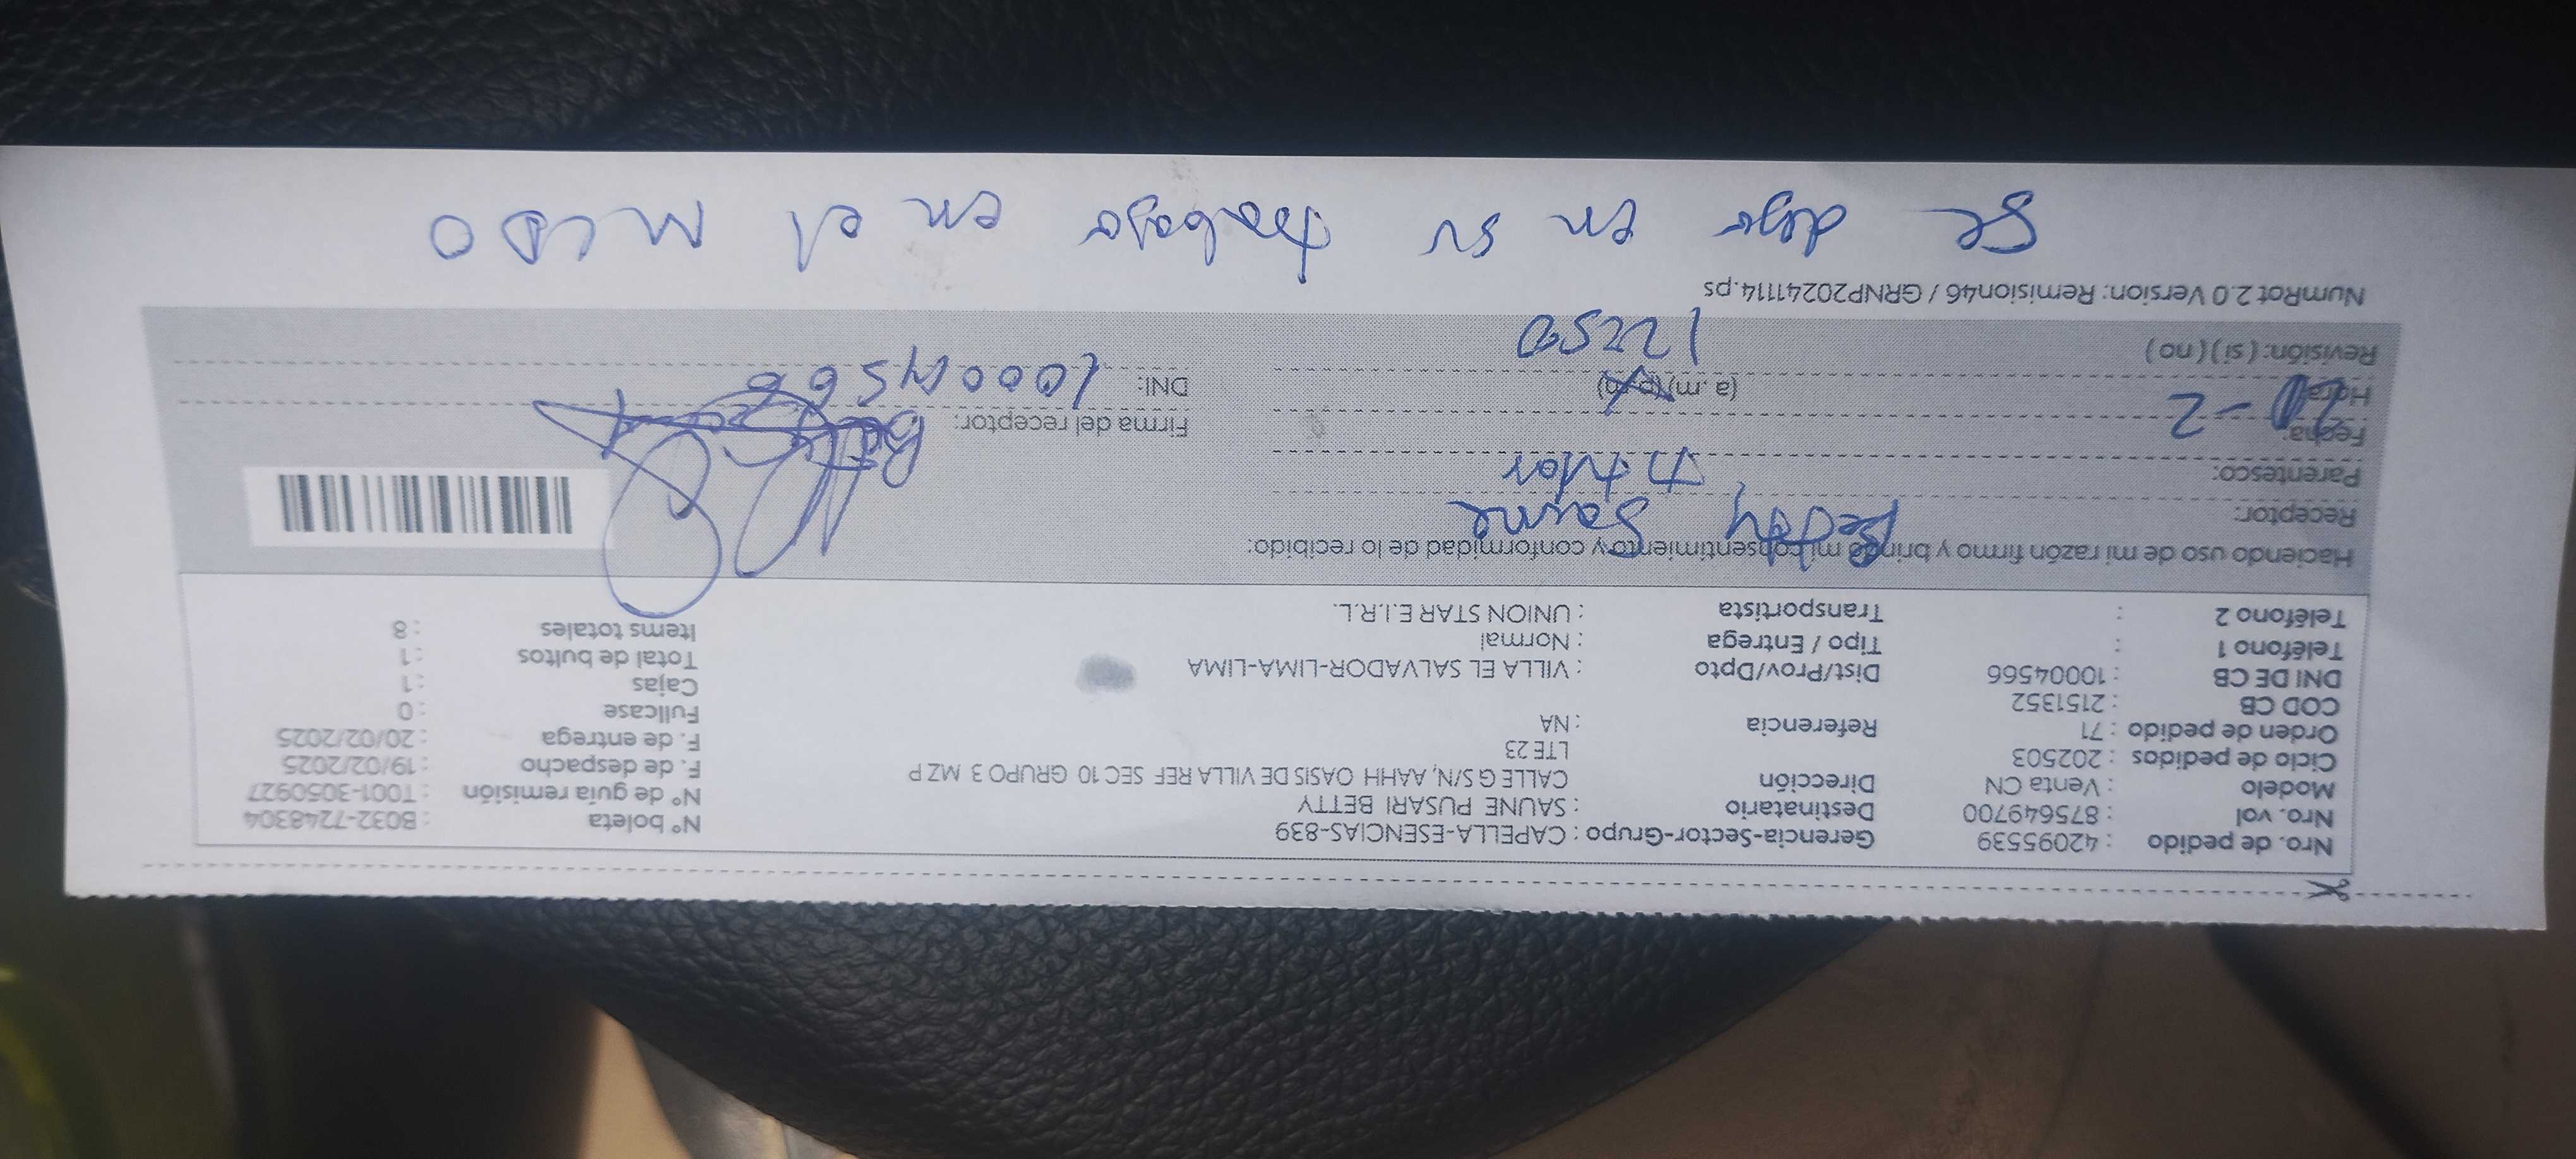 Nro. de pedido : 42095539 Gerencia-Sector-Grupo : CAPELLA-ESENCIAS-839 N° boleta : B032-7248304
Nro. vol : 875649700 Destinatario : SAUNE PUSARI BETTY N° de guía remisión : T001-3050927
Modelo : Venta CN Dirección CALLE G S/N, AAHH OASIS DE VILLA REF SEC 10 GRUPO 3 MZ P F. de despacho : 19/02/2025
Ciclo de pedidos : 202503 LTE 23 F. de entrega : 20/02/2025
Orden de pedido : 71 Referencia : NA Fullcase : 0
COD CB : 2151352 Cajas : 1
DNI DE CB : 10004566 Dist/Prov/Dpto : VILLA EL SALVADOR-LIMA-LIMA Total de bultos : 1
Teléfono 1 : Tipo / Entrega : Normal Items totales : 8
Teléfono 2 : Transportista : UNION STAR E.I.R.L.
Haciendo uso de mi razón firmo y brindo mi consentimiento y conformidad de lo recibido:
Receptor: Betty Saune
Parentesco: Titular
Fecha: 20-2 Firma del receptor:
Hora: (a.m)(p.m) DNI: 10004566
Revisión: (si) (no) 12250
NumRot 2.0 Version: Remision46 / GRNP20241114.ps
Se deja en su trabajo en el